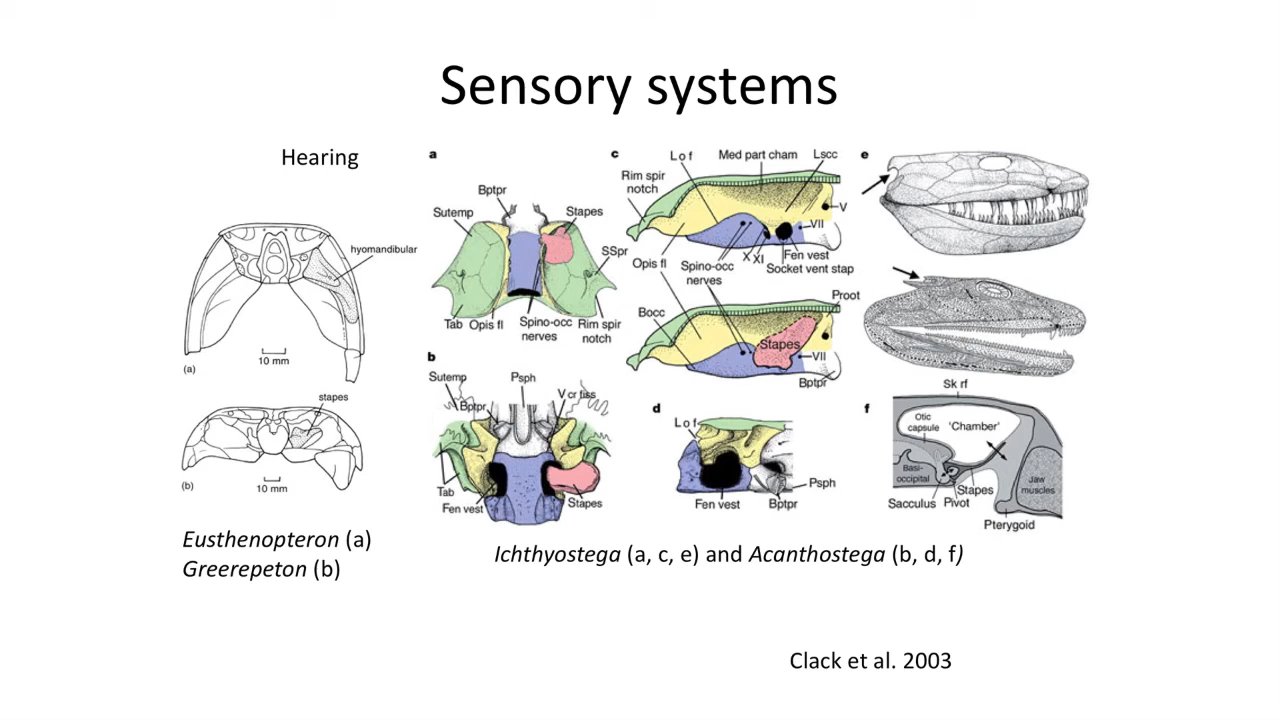 Sensory systems
Hearing
hyomandibular
10 mm
(a)
stapes
(b)
10 mm
Eusthenopteron (a)
Greerepeton (b)
a
Bptpr
Sutemp
Stapes
SSpr
Tab
Opis fl
Spino-occ
nerves
Rim spir
notch
b
Sutemp
Psph
V cr fiss
Bptpr
Tab
Fen vest
Stapes
c
L o f
Med part cham
Lscc
Rim spir
notch
V
VII
Opis fl
Spino-occ
nerves
X
XI
Fen vest
Socket vent stap
Proot
Bocc
Stapes
VII
Bptpr
d
L o f
Psph
Fen vest
Bptpr
e
Sk rf
f
Otic
capsule
'Chamber'
Basi-
occipital
Jaw
muscles
Sacculus
Pivot
Stapes
Pterygoid
Ichthyostega (a, c, e) and Acanthostega (b, d, f)
Clack et al. 2003